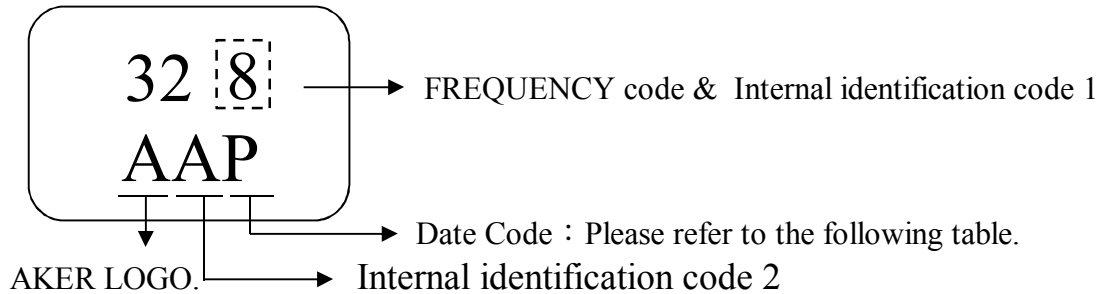 32 8
FREQUENCY code & Internal identification code 1
AAP
Date Code：Please refer to the following table.
AKER LOGO.
Internal identification code 2